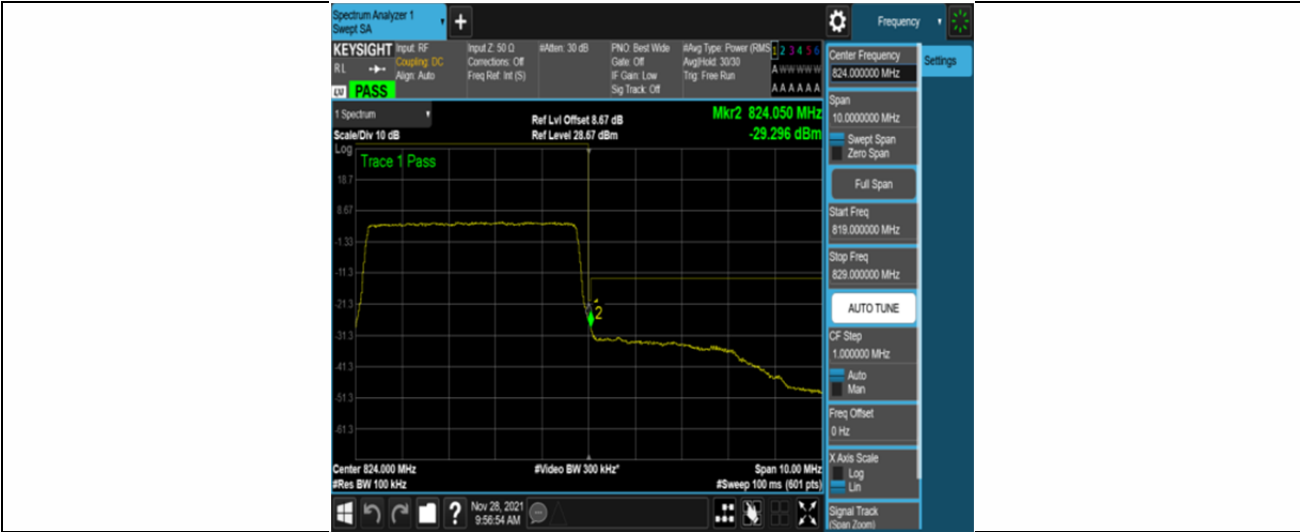 Spectrum Analyzer 1
Swept SA
+
Frequency
KEYSIGHT
RL
PASS
Input: RF
Coupling: DC
Align: Auto
Input Z: 50 Ω
Corrections: Off
Freq Ref: Int (S)
#Atten: 30 dB
PNO: Best Wide
Gate: Off
IF Gain: Low
Sig Track: Off
#Avg Type: Power (RMS
Avg|Hold: 30/30
Trig: Free Run
1 2 3 4 5 6
A W W W W W
A A A A A A
1 Spectrum
Scale/Div 10 dB
Ref Lvl Offset 8.67 dB
Ref Level 28.67 dBm
Mkr2 824.050 MHz
-29.296 dBm
Log
Trace 1 Pass
18.7
8.67
-1.33
-11.3
-21.3
-31.3
-41.3
-51.3
-61.3
2
Center 824.000 MHz
#Res BW 100 kHz
#Video BW 300 kHz*
Span 10.00 MHz
#Sweep 100 ms (601 pts)
Nov 28, 2021
9:56:54 AM
?
Center Frequency
824.000000 MHz
Settings
Span
10.0000000 MHz
Swept Span
Zero Span
Full Span
Start Freq
819.000000 MHz
Stop Freq
829.000000 MHz
AUTO TUNE
CF Step
1.000000 MHz
Auto
Man
Freq Offset
0 Hz
X Axis Scale
Log
Lin
Signal Track
(Span Zoom)